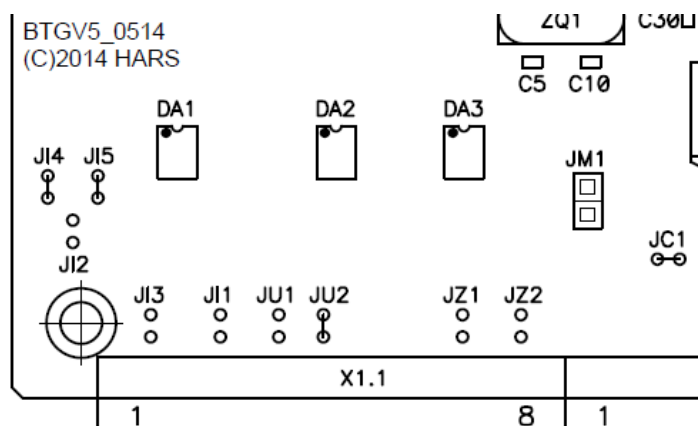 BTGV5_0514
(C)2014 HARS
ZQ1
C30
C5
C10
DA1
DA2
DA3
JI4
JI5
JM1
JI2
JC1
JI3
JI1
JU1
JU2
JZ1
JZ2
X1.1
1
8
1